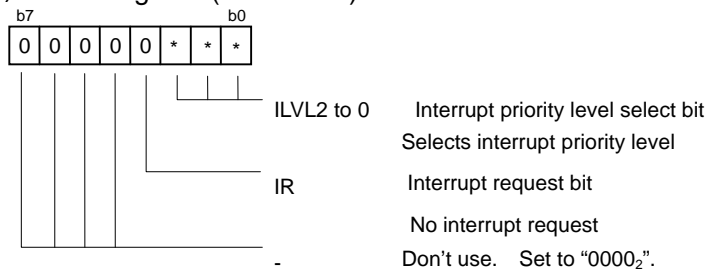 b7 b0
0 0 0 0 0 * * *
ILVL2 to 0 Interrupt priority level select bit
Selects interrupt priority level
IR Interrupt request bit
No interrupt request
- Don't use. Set to “0000₂”.